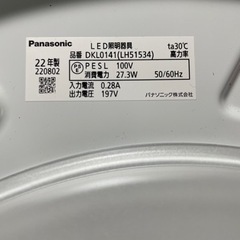 Panasonic LED照明器具 ta30℃
品番 DKL0141(LH51534) 高力率
22年製 PESL 100V
220802 消費電力 27.3W 50/60Hz
入力電流 0.28A
出力電圧 197V パナソニック株式会社